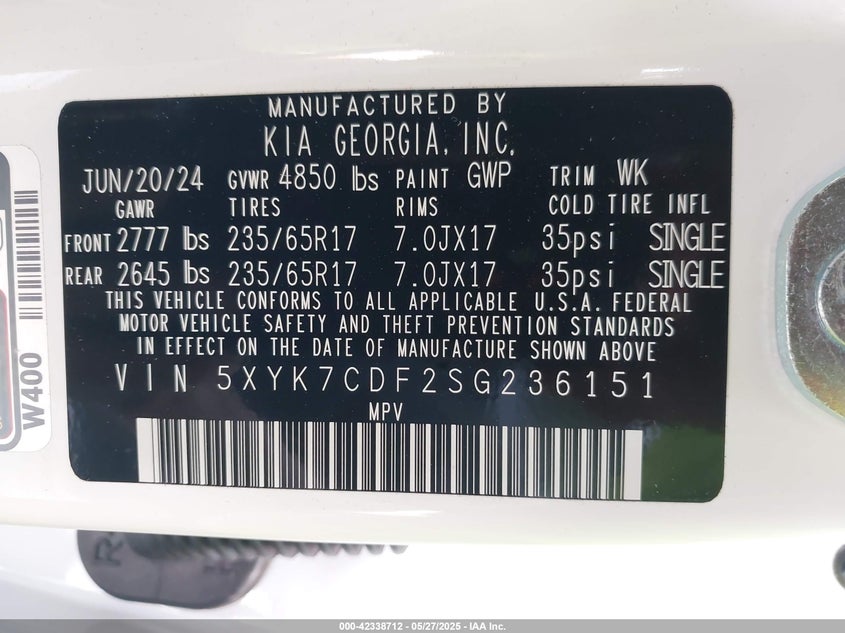 MANUFACTURED BY
KIA GEORGIA, INC.
JUN/20/24 GVWR 4850 lbs PAINT GWP TRIM WK
GAWR TIRES RIMS COLD TIRE INFL
FRONT 2777 lbs 235/65R17 7.0JX17 35psi SINGLE
REAR 2645 lbs 235/65R17 7.0JX17 35psi SINGLE
THIS VEHICLE CONFORMS TO ALL APPLICABLE U.S.A. FEDERAL
MOTOR VEHICLE SAFETY AND THEFT PREVENTION STANDARDS
IN EFFECT ON THE DATE OF MANUFACTURE SHOWN ABOVE
VIN 5XYK7CDF2SG236151
MPV
W400
000-42338712 — 05/27/2025 — IAA Inc.